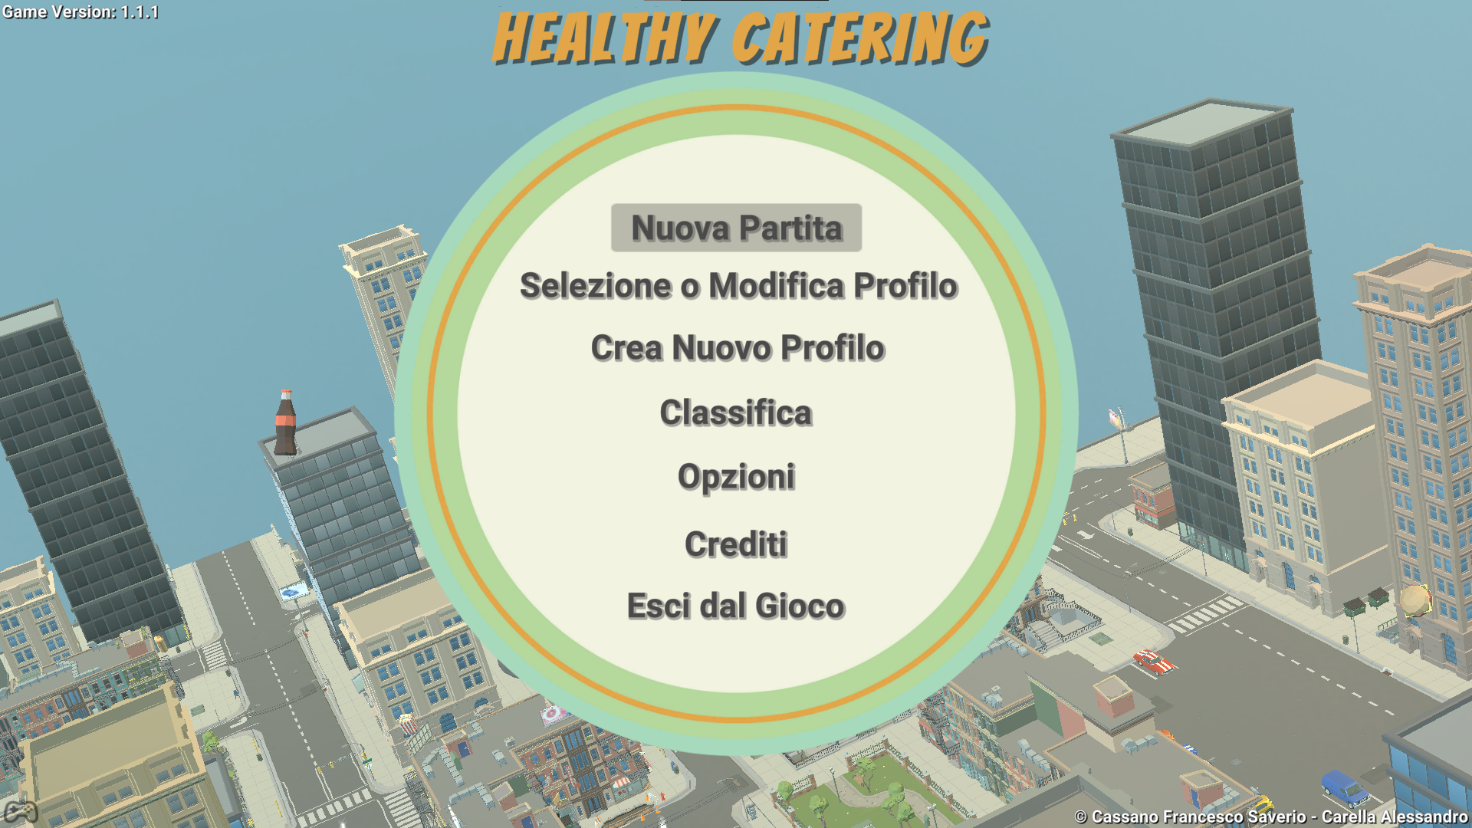 Game Version: 1.1.1
HEALTHY CATERING
Nuova Partita
Selezione o Modifica Profilo
Crea Nuovo Profilo
Classifica
Opzioni
Crediti
Esci dal Gioco
© Cassano Francesco Saverio - Carella Alessandro